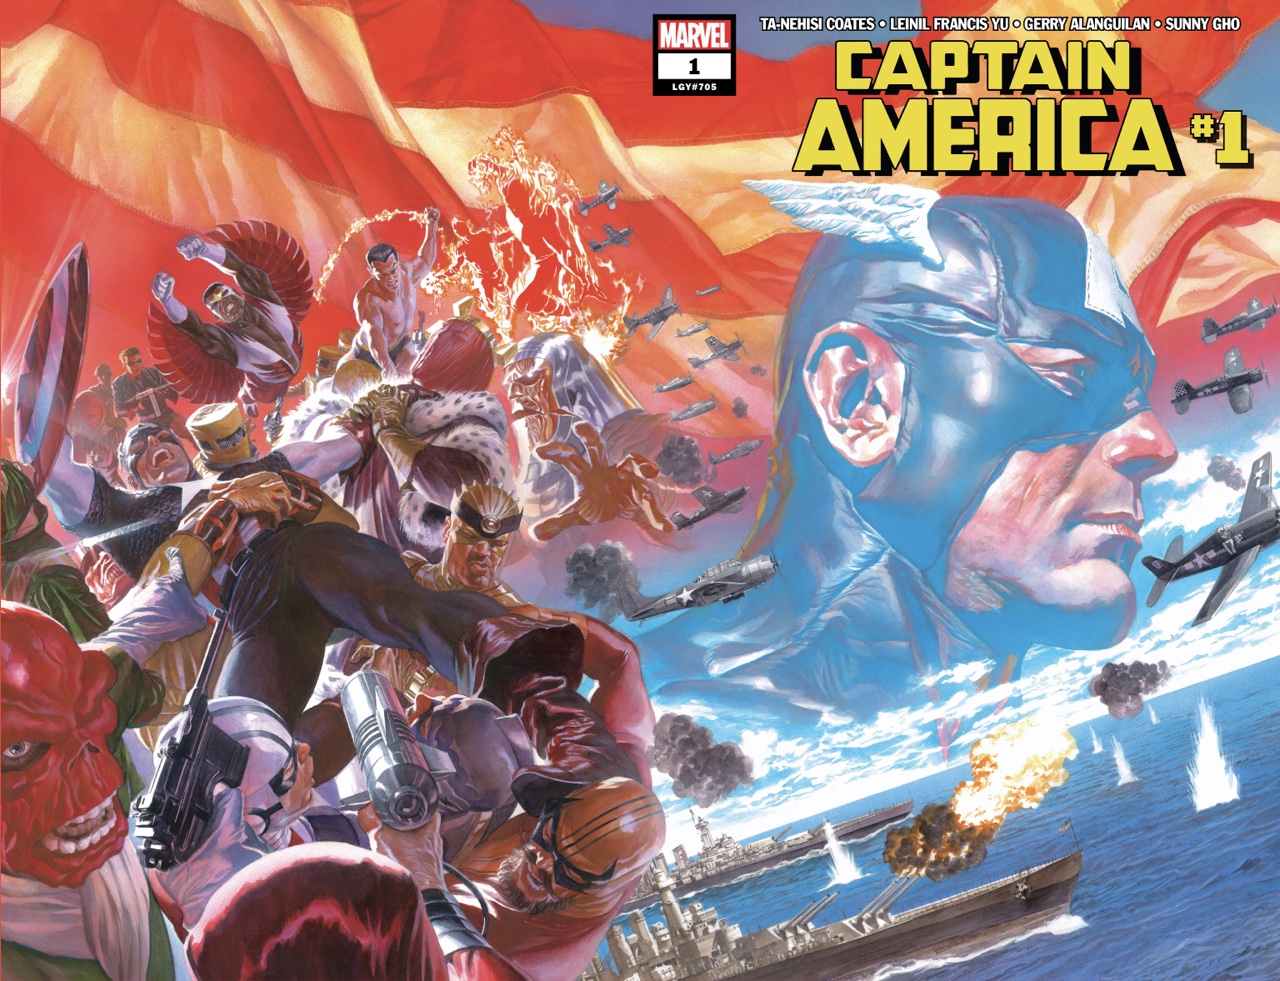 MARVEL
1
LGY#705
TA-NEHISI COATES • LEINIL FRANCIS YU • GERRY ALANGUILAN • SUNNY GHO
CAPTAIN
AMERICA #1